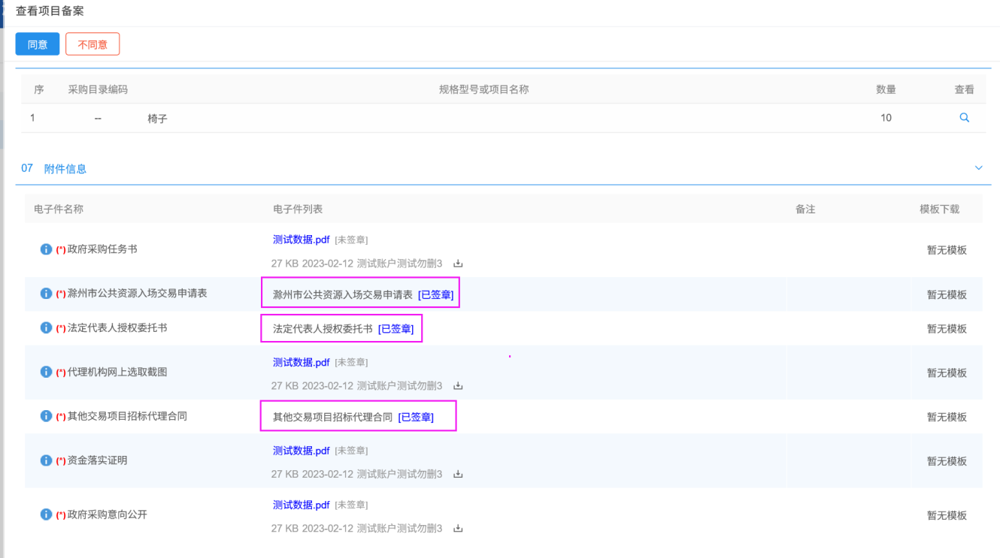 查看项目备案
同意 不同意
序 采购目录编码 规格型号或项目名称 数量 查看
1 -- 椅子 10
07 附件信息
电子件名称 电子件列表 备注 模板下载
(*)政府采购任务书 测试数据.pdf [未签章] 暂无模板
27 KB 2023-02-12 测试账户测试勿删3
(*)滁州市公共资源入场交易申请表 滁州市公共资源入场交易申请表 [已签章] 暂无模板
(*)法定代表人授权委托书 法定代表人授权委托书 [已签章] 暂无模板
(*)代理机构网上选取截图 测试数据.pdf [未签章] 暂无模板
27 KB 2023-02-12 测试账户测试勿删3
(*)其他交易项目招标代理合同 其他交易项目招标代理合同 [已签章] 暂无模板
(*)资金落实证明 测试数据.pdf [未签章] 暂无模板
27 KB 2023-02-12 测试账户测试勿删3
(*)政府采购意向公开 测试数据.pdf [未签章] 暂无模板
27 KB 2023-02-12 测试账户测试勿删3